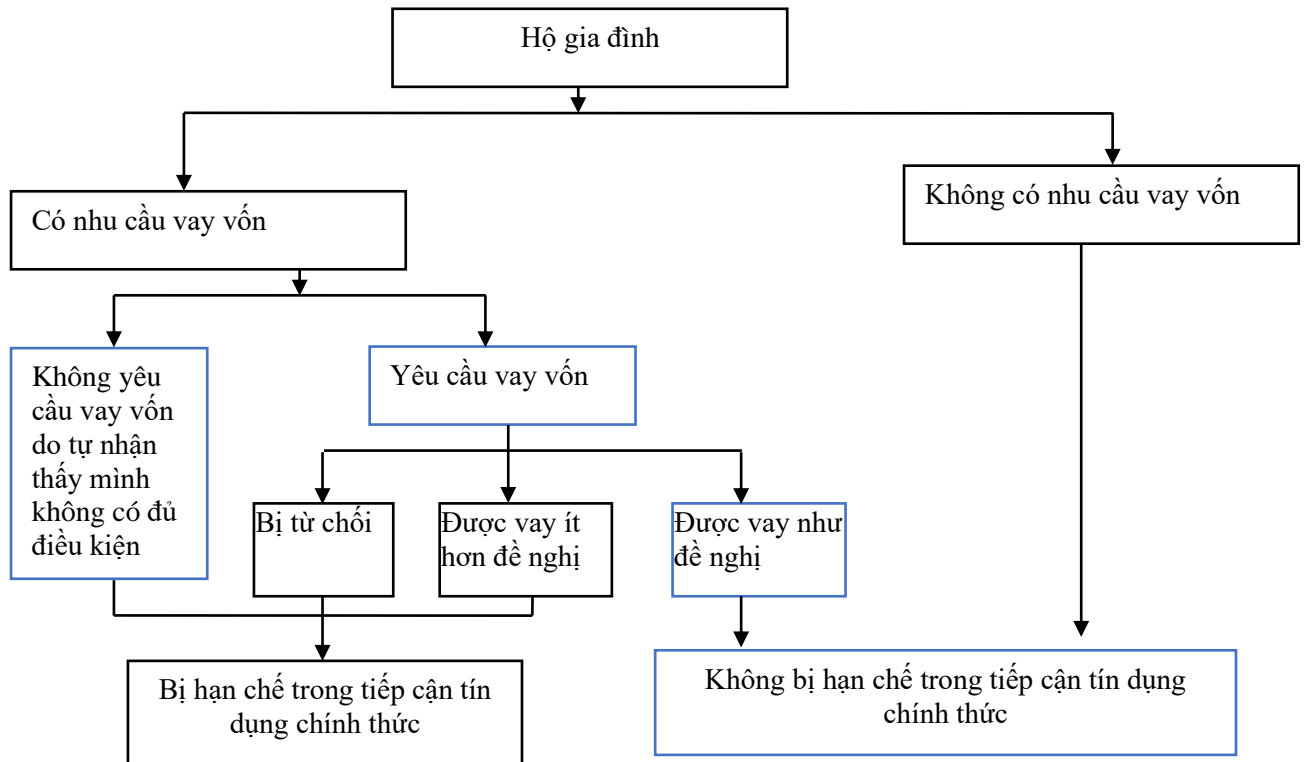 Hộ gia đình
Có nhu cầu vay vốn
Không có nhu cầu vay vốn
Không yêu
cầu vay vốn
do tự nhận
thấy mình
không có đủ
điều kiện
Yêu cầu vay vốn
Bị từ chối
Được vay ít
hơn đề nghị
Được vay như
đề nghị
Bị hạn chế trong tiếp cận tín
dụng chính thức
Không bị hạn chế trong tiếp cận tín dụng
chính thức